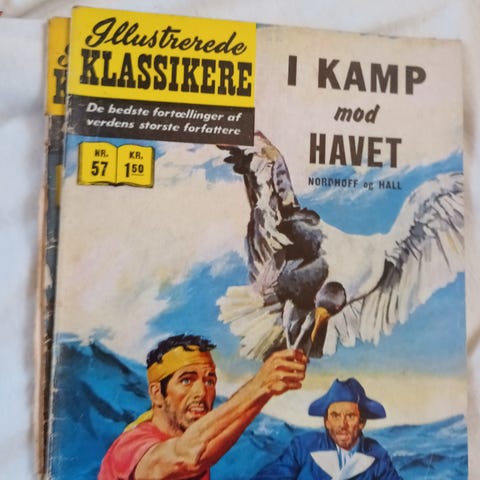 Illustrerede
KLASSIKERE
De bedste fortællinger af
verdens største forfattere
NR.
57
KR.
1.50
I KAMP
mod
HAVET
NORDHOFF og HALL